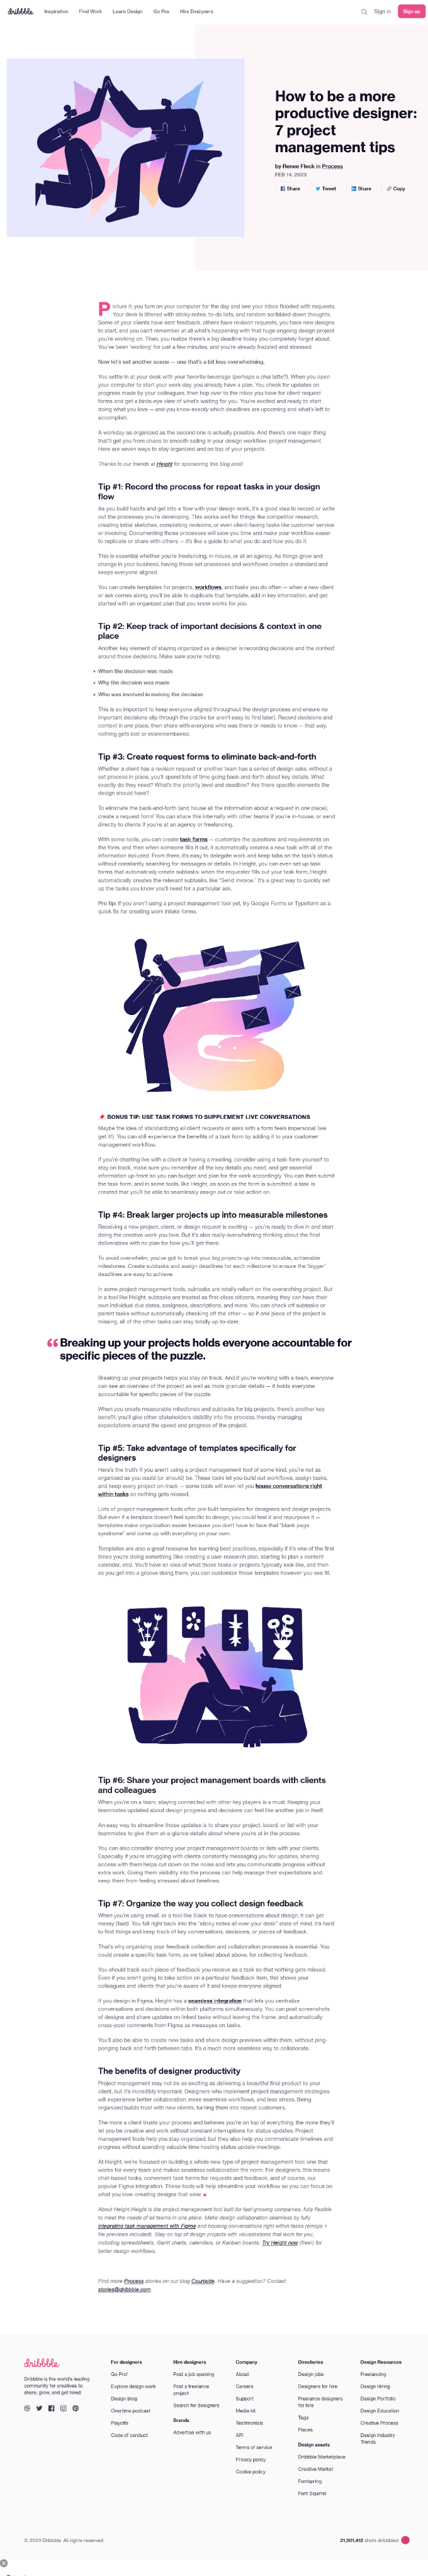 dribbble Inspiration Find Work Learn Design Go Pro Hire Designers Sign in Sign up
How to be a more
productive designer:
7 project
management tips
by Renee Fleck in Process
FEB 14, 2023
Share Tweet Share Copy
Picture it: you turn on your computer for the day and see your inbox flooded with requests.
Your desk is littered with sticky notes, to-do lists, and random scribbled-down thoughts.
Some of your clients have sent feedback, others have revision requests, you have new designs
to start, and you can't remember at all what's happening with that huge ongoing design project
you're working on. Then, you realize there's a big deadline today you completely forgot about.
You've been 'working' for just a few minutes, and you're already frazzled and stressed.
Now let's set another scene — one that's a bit less overwhelming.
You settle in at your desk with your favorite beverage (perhaps a chai latte?). When you open
your computer to start your work day, you already have a plan. You check for updates on
progress made by your colleagues, then hop over to the inbox you have for client request
forms and get a birds-eye view of what's waiting for you. You're excited and ready to start
doing what you love — and you know exactly which deadlines are upcoming and what's left to
accomplish.
A workday as organized as the second one is actually possible. And there's one major thing
that'll get you from chaos to smooth sailing in your design workflow: project management.
Here are seven ways to stay organized and on top of your projects.
Thanks to our friends at Height for sponsoring this blog post!
Tip #1: Record the process for repeat tasks in your design
flow
As you build habits and get into a flow with your design work, it's a good idea to record or write
out the processes you're developing. This works well for things like competitor research,
creating initial sketches, completing revisions, or even client-facing tasks like customer service
or invoicing. Documenting those processes will save you time and make your workflow easier
to replicate or share with others — it's like a guide to what you do and how you do it.
This is essential whether you're freelancing, in-house, or at an agency. As things grow and
change in your business, having those set processes and workflows creates a standard and
keeps everyone aligned.
You can create templates for projects, workflows, and tasks you do often — when a new client
or ask comes along, you'll be able to duplicate that template, add in key information, and get
started with an organized plan that you know works for you.
Tip #2: Keep track of important decisions & context in one
place
Another key element of staying organized as a designer is recording decisions and the context
around those decisions. Make sure you're noting:
• When the decision was made
• Why the decision was made
• Who was involved in making the decision
This is so important to keep everyone aligned throughout the design process and ensure no
important decisions slip through the cracks (or aren't easy to find later). Record decisions and
context in one place, then share with everyone who was there or needs to know — that way,
nothing gets lost or misremembered.
Tip #3: Create request forms to eliminate back-and-forth
Whether a client has a revision request or another team has a series of design asks, without a
set process in place, you'll spend lots of time going back-and-forth about key details. What
exactly do they need? What's the priority level and deadline? Are there specific elements the
design should have?
To eliminate the back-and-forth (and house all the information about a request in one place),
create a request form! You can share this internally with other teams if you're in-house, or send
directly to clients if you're at an agency or freelancing.
With some tools, you can create task forms — customize the questions and requirements on
the form, and then when someone fills it out, it automatically creates a new task with all of the
information included. From there, it's easy to delegate work and keep tabs on the task's status
without constantly searching for messages or details. In Height, you can even set up task
forms that automatically create subtasks: when the requester fills out your task form, Height
automatically creates the relevant subtasks, like "Send invoice." It's a great way to quickly set
up the tasks you know you'll need for a particular ask.
Pro tip: If you aren't using a project management tool yet, try Google Forms or Typeform as a
quick fix for creating work intake forms.
📌 BONUS TIP: USE TASK FORMS TO SUPPLEMENT LIVE CONVERSATIONS
Maybe the idea of standardizing all client requests or asks with a form feels impersonal (we
get it!). You can still experience the benefits of a task form by adding it to your customer
management workflow.
If you're chatting live with a client or having a meeting, consider using a task form yourself to
stay on track, make sure you remember all the key details you need, and get essential
information up front so you can budget and plan for the work accordingly. You can then submit
the task form, and in some tools, like Height, as soon as the form is submitted, a task is
created that you'll be able to seamlessly assign out or take action on.
Tip #4: Break larger projects up into measurable milestones
Receiving a new project, client, or design request is exciting — you're ready to dive in and start
doing the creative work you love. But it's also really overwhelming thinking about the final
deliverables with no plan for how you'll get there.
To avoid overwhelm, you've got to break your big projects up into measurable, achievable
milestones. Create subtasks and assign deadlines for each milestone to ensure the 'bigger'
deadlines are easy to achieve.
In some project management tools, subtasks are totally reliant on the overarching project. But
in a tool like Height, subtasks are treated as first-class citizens, meaning they can have their
own individual due dates, assignees, descriptions, and more. You can check off subtasks or
parent tasks without automatically checking off the other — so if one piece of the project is
missing, all of the other tasks can stay totally up-to-date.
“ Breaking up your projects holds everyone accountable for
specific pieces of the puzzle.
Breaking up your projects helps you stay on track. And if you're working with a team, everyone
can see an overview of the project as well as more granular details — it holds everyone
accountable for specific pieces of the puzzle.
When you create measurable milestones and subtasks for big projects, there's another key
benefit: you'll give other stakeholders visibility into the process, thereby managing
expectations around the speed and progress of the project.
Tip #5: Take advantage of templates specifically for
designers
Here's the truth: if you aren't using a project management tool of some kind, you're not as
organized as you could (or should) be. These tools let you build out workflows, assign tasks,
and keep every project on track — some tools will even let you house conversations right
within tasks so nothing gets missed.
Lots of project management tools offer pre-built templates for designers and design projects.
But even if a template doesn't feel specific to design, you could test it and repurpose it —
templates make organization easier because you don't have to face that "blank page
syndrome" and come up with everything on your own.
Templates are also a great resource for learning best practices, especially if it's one of the first
times you're doing something (like creating a user research plan, starting to plan a content
calendar, etc). You'll have an idea of what those tasks or projects typically look like, and then
as you get into a groove doing them, you can customize those templates however you see fit.
Tip #6: Share your project management boards with clients
and colleagues
When you're on a team, staying connected with other key players is a must. Keeping your
teammates updated about design progress and decisions can feel like another job in itself.
An easy way to streamline those updates is to share your project, board, or list with your
teammates to give them at-a-glance details about where you're at in the process.
You can also consider sharing your project management boards or lists with your clients.
Especially if you're struggling with clients constantly messaging you for updates, sharing
access with them helps cut down on the noise and lets you communicate progress without
extra work. Giving them visibility into the process can help manage their expectations and
keep them from feeling stressed about timelines.
Tip #7: Organize the way you collect design feedback
When you're using email, or a tool like Slack to have conversations about design, it can get
messy (fast). You fall right back into the "sticky notes all over your desk" state of mind. It's hard
to find things and keep track of key conversations, decisions, or pieces of feedback.
That's why organizing your feedback collection and collaboration processes is essential. You
could create a specific task form, as we talked about above, for collecting feedback.
You should track each piece of feedback you receive as a task so that nothing gets missed.
Even if you aren't going to take action on a particular feedback item, this shows your
colleagues and clients that you're aware of it and keeps everyone aligned.
If you design in Figma, Height has a seamless integration that lets you centralize
conversations and decisions within both platforms simultaneously. You can post screenshots
of designs and share updates on linked tasks without leaving the frame, and automatically
cross-post comments from Figma as messages on tasks.
You'll also be able to create new tasks and share design previews within them, without ping-
ponging back and forth between tabs. It's a much more seamless way to collaborate.
The benefits of designer productivity
Project management may not be as exciting as delivering a beautiful final product to your
client, but it's incredibly important. Designers who implement project management strategies
will experience better collaboration, more seamless workflows, and less stress. Being
organized builds trust with new clients, turning them into repeat customers.
The more a client trusts your process and believes you're on top of everything, the more they'll
let you be creative and work without constant interruptions for status updates. Project
management tools help you stay organized, but they also help you communicate timelines and
progress without spending valuable time hosting status update meetings.
At Height, we're focused on building a whole new type of project management tool: one that
works for every team and makes seamless collaboration the norm. For designers, this means
chat-based tasks, convenient task forms for requests and feedback, and of course, our
popular Figma integration. These tools will help streamline your workflow so you can focus on
what you love, creating designs that wow.
About Height Height is the project management tool built for fast-growing companies, fully flexible
to meet the needs of all teams in one place. Make design collaboration seamless by fully
integrating task management with Figma and housing conversations right within tasks (emojis +
file previews included!). Stay on top of design projects with visualizations that work for you,
including spreadsheets, Gantt charts, calendars, or Kanban boards. Try Height now (free!) for
better design workflows.
Find more Process stories on our blog Courtside. Have a suggestion? Contact
stories@dribbble.com.
dribbble
Dribbble is the world's leading
community for creatives to
share, grow, and get hired.
For designers
Go Pro!
Explore design work
Design blog
Overtime podcast
Playoffs
Code of conduct
Hire designers
Post a job opening
Post a freelance
project
Search for designers
Brands
Advertise with us
Company
About
Careers
Support
Media kit
Testimonials
API
Terms of service
Privacy policy
Cookie policy
Directories
Design jobs
Designers for hire
Freelance designers
for hire
Tags
Places
Design assets
Dribbble Marketplace
Creative Market
Fontspring
Font Squirrel
Design Resources
Freelancing
Design Hiring
Design Portfolio
Design Education
Creative Process
Design Industry
Trends
© 2023 Dribbble. All rights reserved.
21,501,412 shots dribbbled